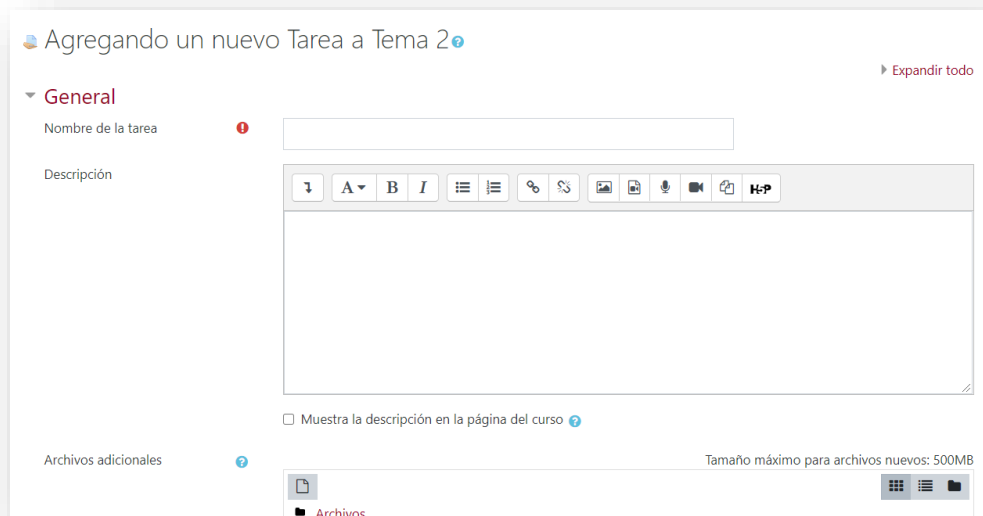 Agregando un nuevo Tarea a Tema 2
Expandir todo
General
Nombre de la tarea
Descripción
A B I
H5P
Muestra la descripción en la página del curso
Archivos adicionales
Tamaño máximo para archivos nuevos: 500MB
Archivos